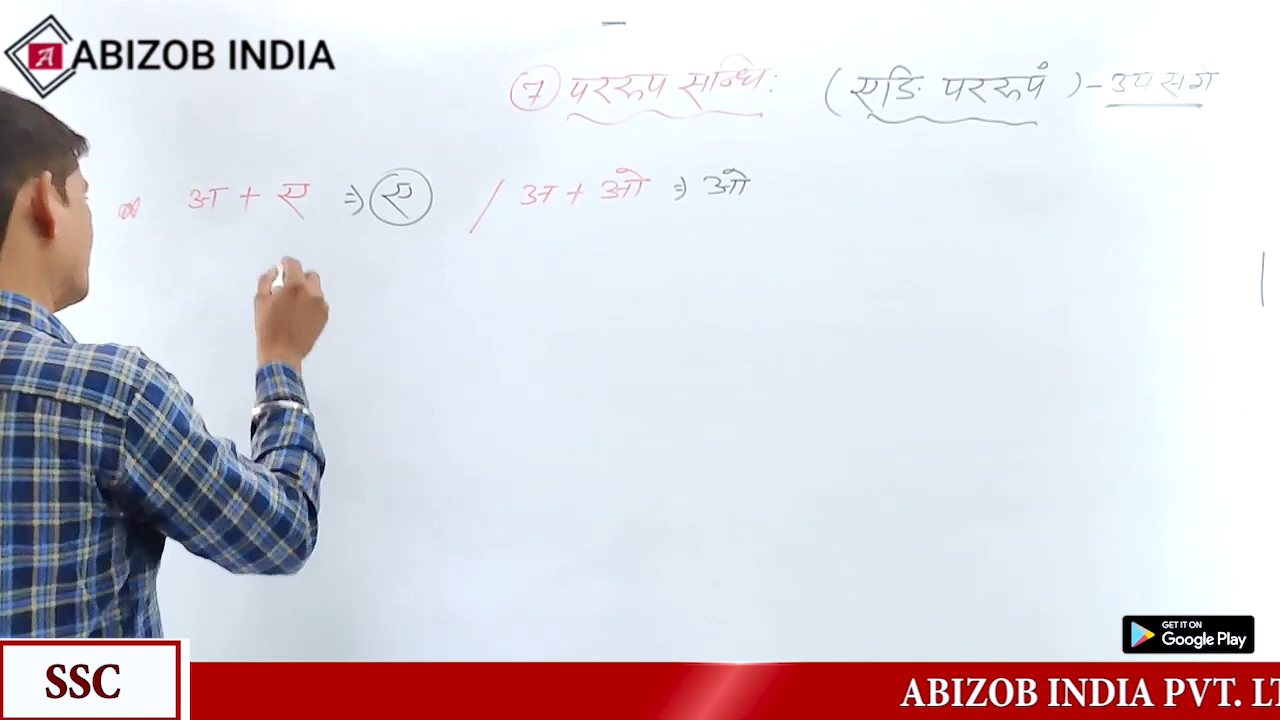 ABIZOB INDIA
7 पररुप सन्धि: (एङि पररुपं) - उपसर्ग
अ + ए ⇒ ए / अ + ओ ⇒ ओ
GET IT ON
Google Play
SSC
ABIZOB INDIA PVT. LT